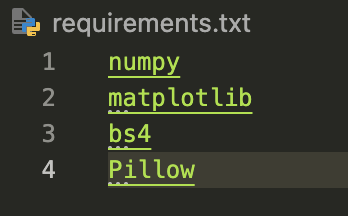 requirements.txt
1 numpy
2 matplotlib
3 bs4
4 Pillow